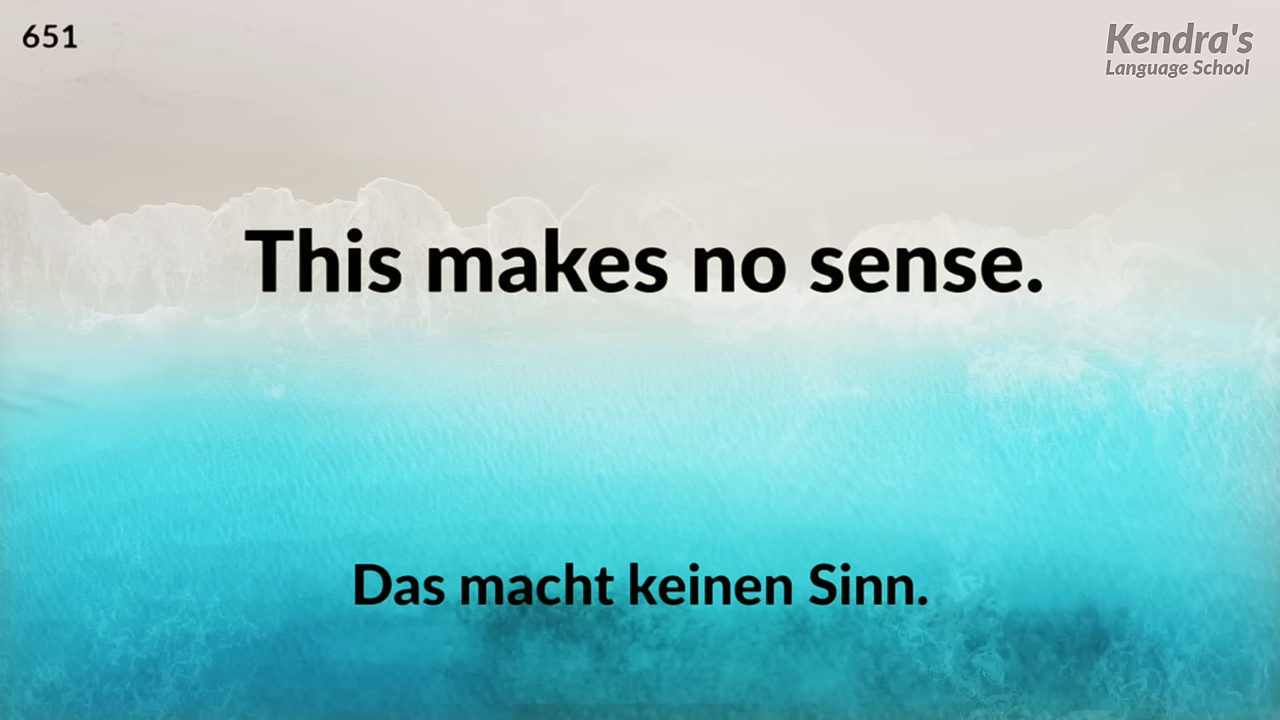 651
Kendra's
Language School
This makes no sense.
Das macht keinen Sinn.